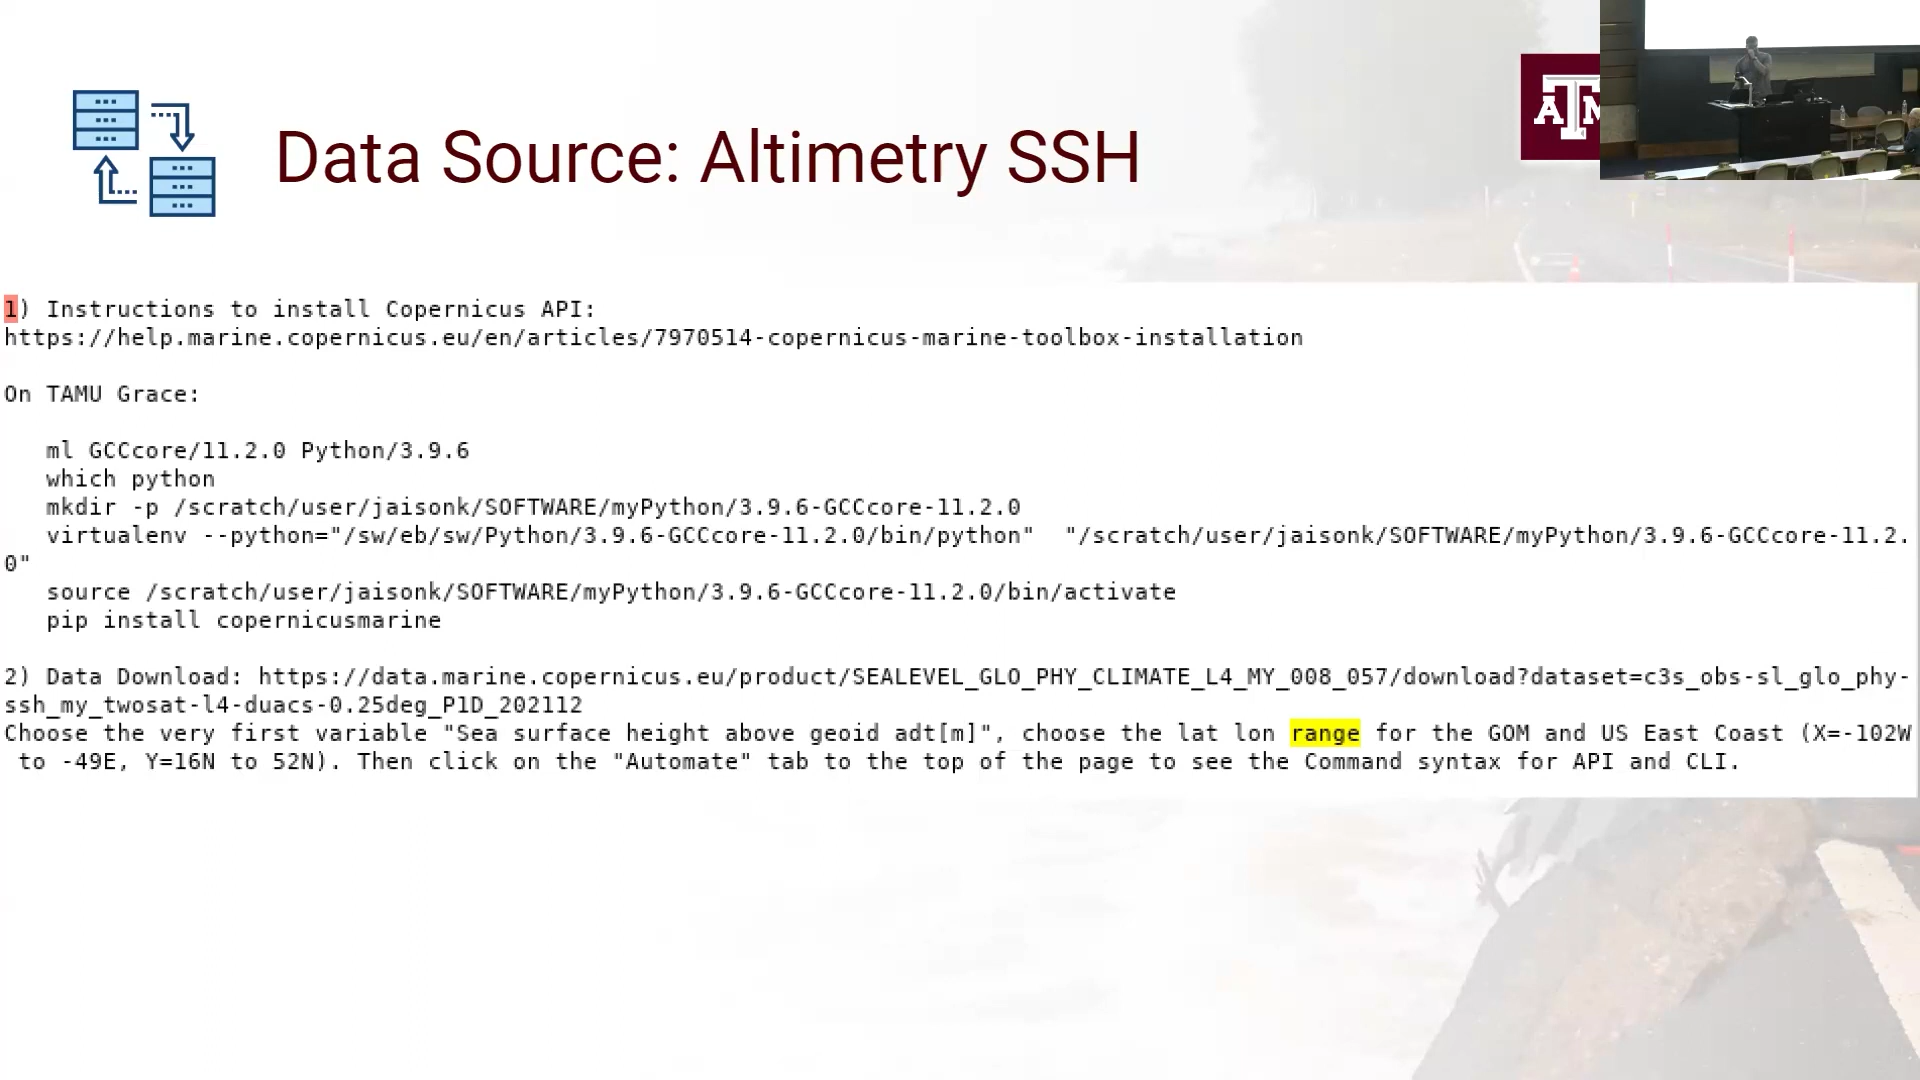 Data Source: Altimetry SSH
ATM
1) Instructions to install Copernicus API:
https://help.marine.copernicus.eu/en/articles/7970514-copernicus-marine-toolbox-installation
On TAMU Grace:
ml GCCcore/11.2.0 Python/3.9.6
which python
mkdir -p /scratch/user/jaisonk/SOFTWARE/myPython/3.9.6-GCCcore-11.2.0
virtualenv --python="/sw/eb/sw/Python/3.9.6-GCCcore-11.2.0/bin/python"  "/scratch/user/jaisonk/SOFTWARE/myPython/3.9.6-GCCcore-11.2.
0"
source /scratch/user/jaisonk/SOFTWARE/myPython/3.9.6-GCCcore-11.2.0/bin/activate
pip install copernicusmarine
2) Data Download: https://data.marine.copernicus.eu/product/SEALEVEL_GLO_PHY_CLIMATE_L4_MY_008_057/download?dataset=c3s_obs-sl_glo_phy-
ssh_my_twosat-l4-duacs-0.25deg_P1D_202112
Choose the very first variable "Sea surface height above geoid adt[m]", choose the lat lon range for the GOM and US East Coast (X=-102W
to -49E, Y=16N to 52N). Then click on the "Automate" tab to the top of the page to see the Command syntax for API and CLI.